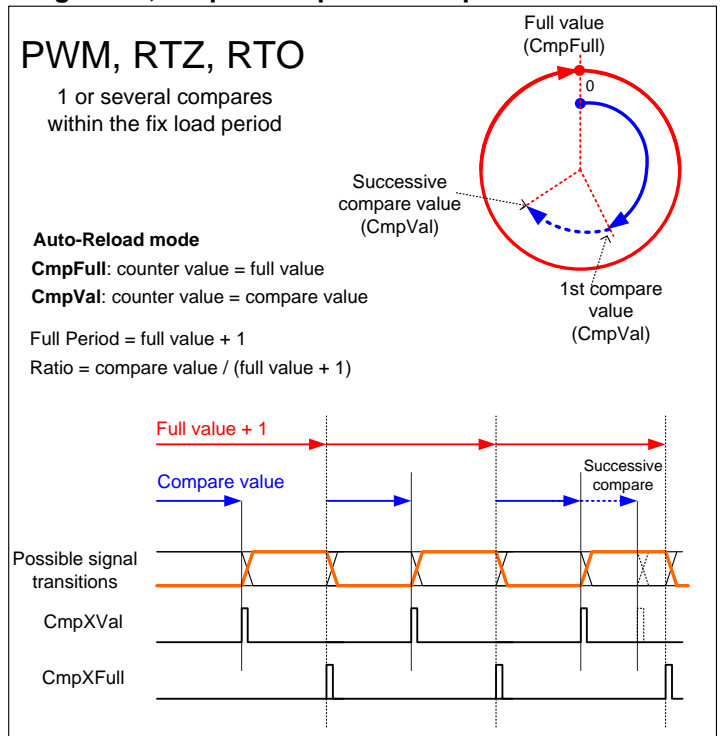 PWM, RTZ, RTO
1 or several compares
within the fix load period
Full value
(CmpFull)
0
Successive
compare value
(CmpVal)
1st compare
value
(CmpVal)
Auto-Reload mode
CmpFull: counter value = full value
CmpVal: counter value = compare value
Full Period = full value + 1
Ratio = compare value / (full value + 1)
Full value + 1
Compare value
Successive
compare
Possible signal
transitions
CmpXVal
CmpXFull